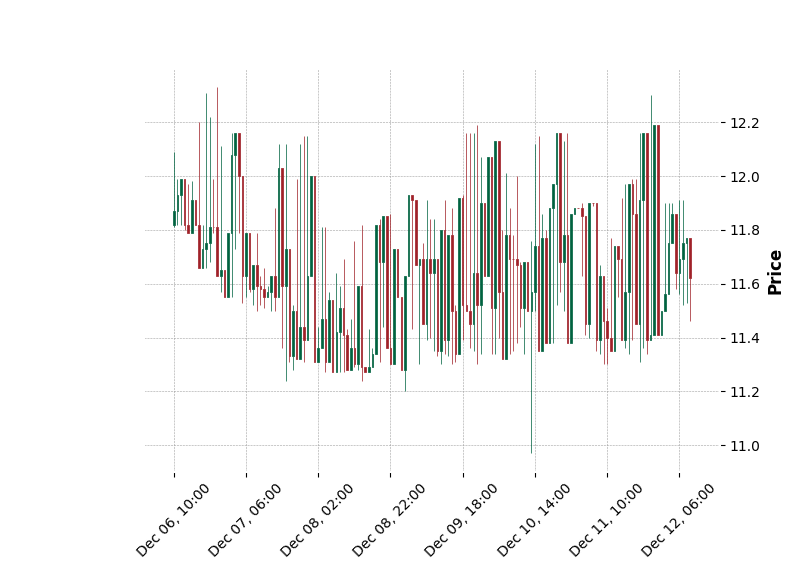 12.2
12.0
11.8
11.6
11.4
11.2
11.0
Price
Dec 06, 10:00
Dec 07, 06:00
Dec 08, 02:00
Dec 08, 22:00
Dec 09, 18:00
Dec 10, 14:00
Dec 11, 10:00
Dec 12, 06:00